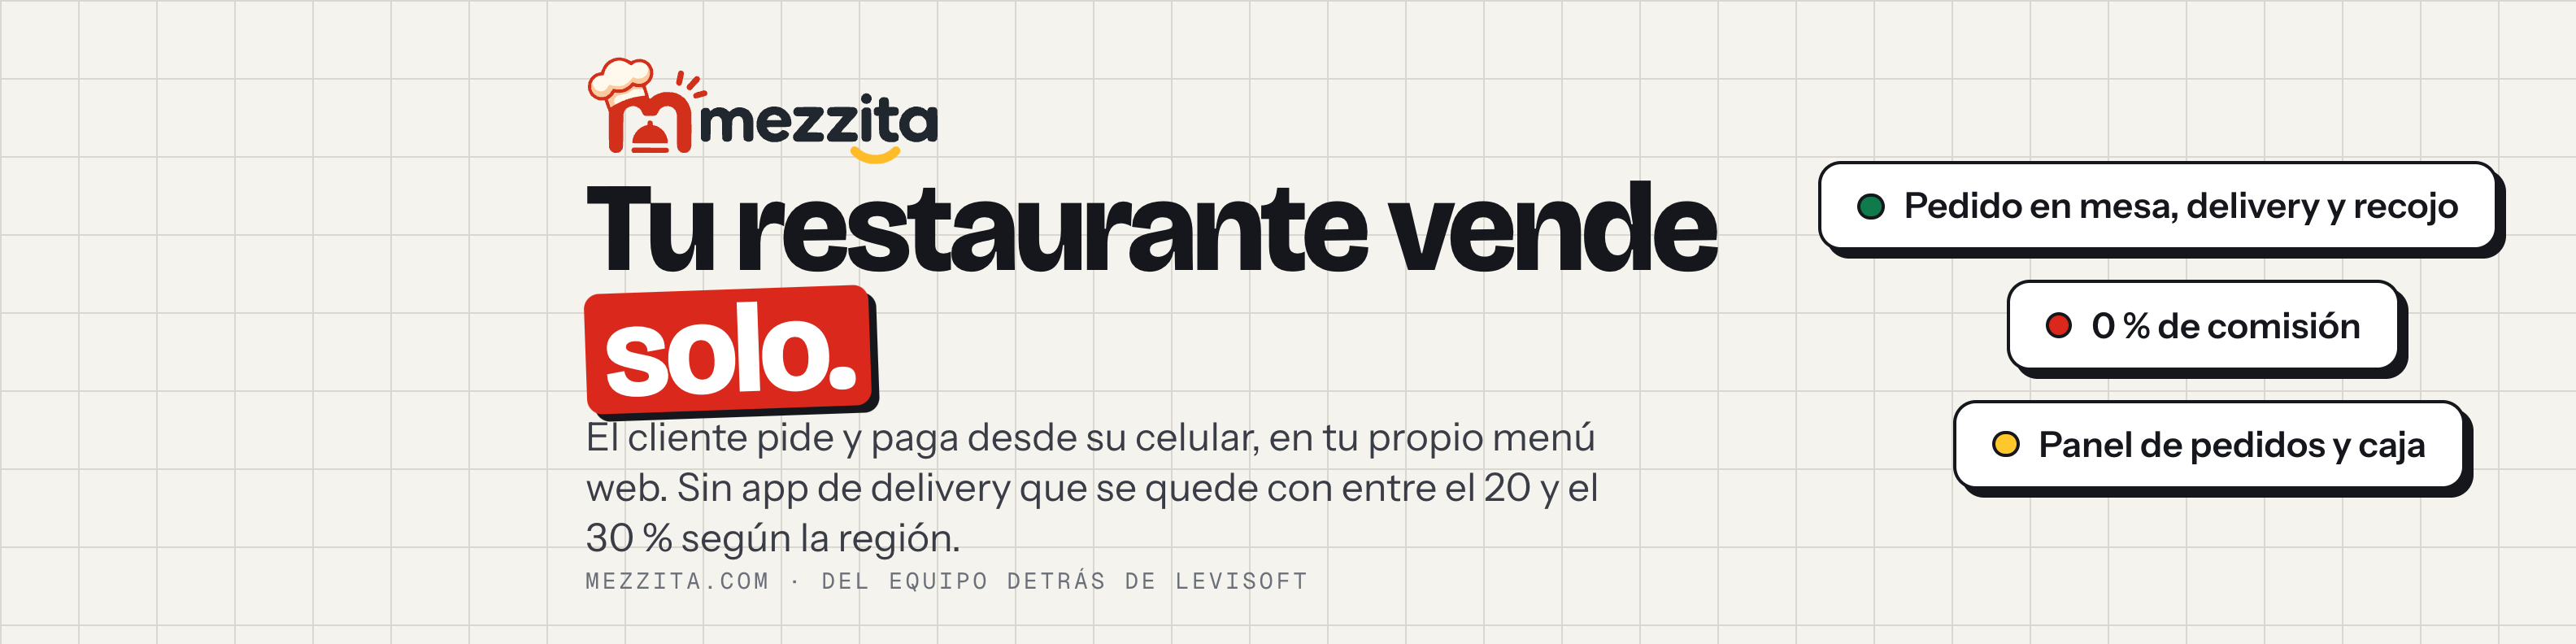 mezzita
Tu restaurante vende
solo.
El cliente pide y paga desde su celular, en tu propio menú
web. Sin app de delivery que se quede con entre el 20 y el
30 % según la región.
MEZZITA.COM · DEL EQUIPO DETRÁS DE LEVISOFT
Pedido en mesa, delivery y recojo
0 % de comisión
Panel de pedidos y caja